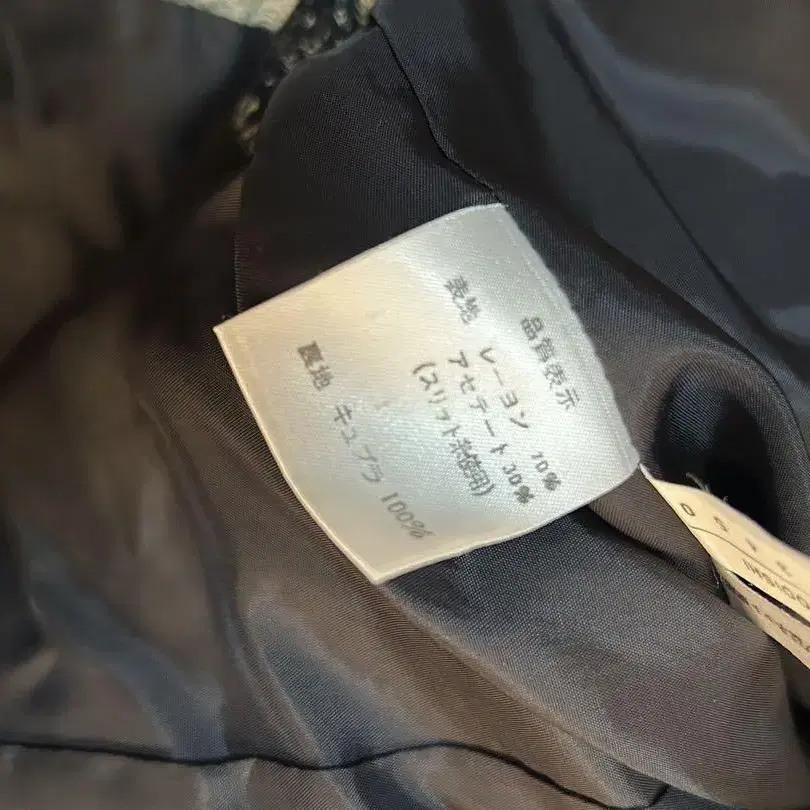 品質表示
表地 レーヨン 70%
アセテート 30%
(スリット糸使用)
裏地 キュプラ 100%